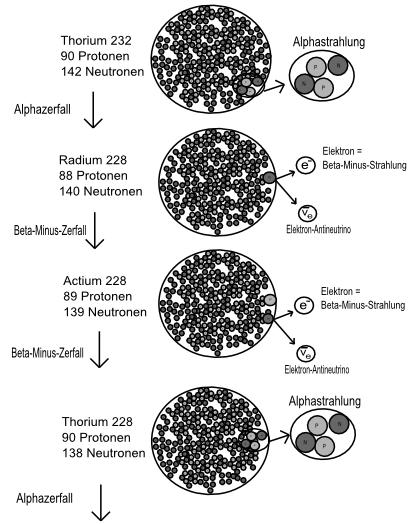 Thorium 232
90 Protonen
142 Neutronen
Alphastrahlung
P
N
N
P
Alphazerfall
Radium 228
88 Protonen
140 Neutronen
Elektron =
Beta-Minus-Strahlung
e⁻
v̅e
Elektron-Antineutrino
Beta-Minus-Zerfall
Actium 228
89 Protonen
139 Neutronen
Elektron =
Beta-Minus-Strahlung
e⁻
v̅e
Elektron-Antineutrino
Beta-Minus-Zerfall
Thorium 228
90 Protonen
138 Neutronen
Alphastrahlung
P
N
N
P
Alphazerfall